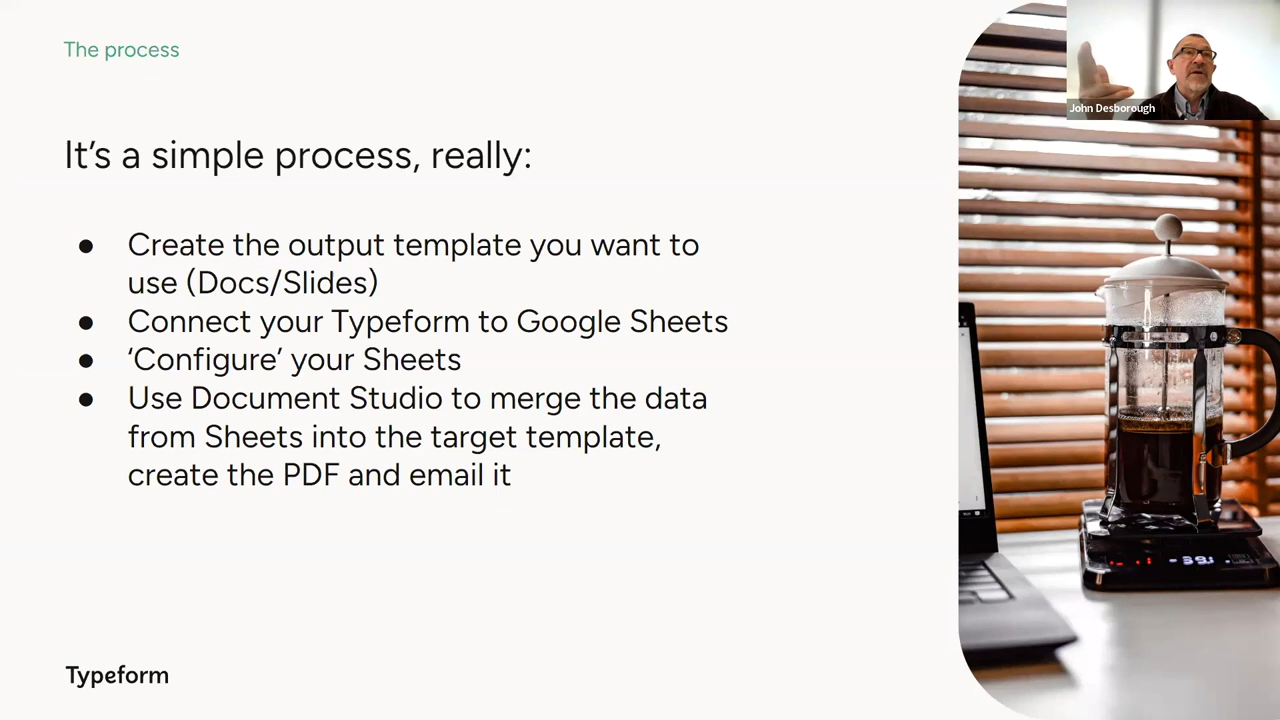 The process
John Desborough
It’s a simple process, really:
● Create the output template you want to
use (Docs/Slides)
● Connect your Typeform to Google Sheets
● ‘Configure’ your Sheets
● Use Document Studio to merge the data
from Sheets into the target template,
create the PDF and email it
Typeform